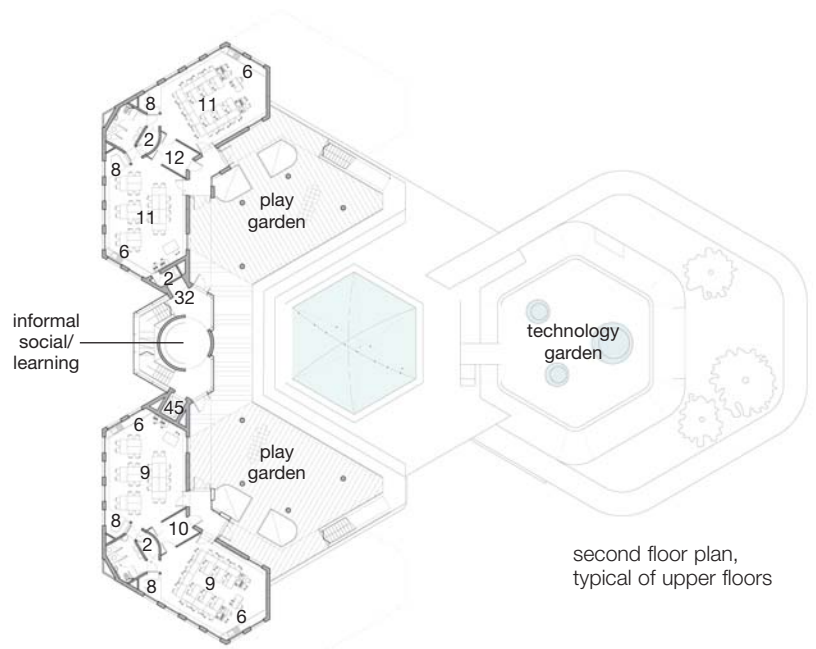 6
8
11
2
12
8
play
garden
11
6
2
32
informal
social/
learning
technology
garden
45
6
play
garden
9
8
10
2
9
8
6
second floor plan,
typical of upper floors